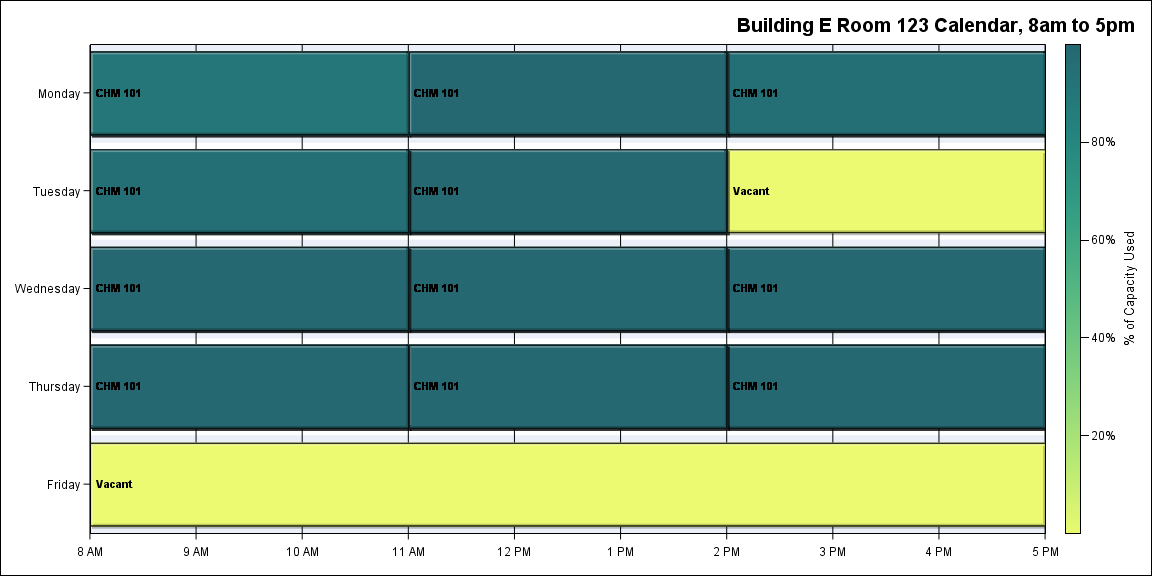 Building E Room 123 Calendar, 8am to 5pm
Monday
CHM 101
CHM 101
CHM 101
Tuesday
CHM 101
CHM 101
Vacant
Wednesday
CHM 101
CHM 101
CHM 101
Thursday
CHM 101
CHM 101
CHM 101
Friday
Vacant
8 AM
9 AM
10 AM
11 AM
12 PM
1 PM
2 PM
3 PM
4 PM
5 PM
80%
60%
40%
20%
% of Capacity Used